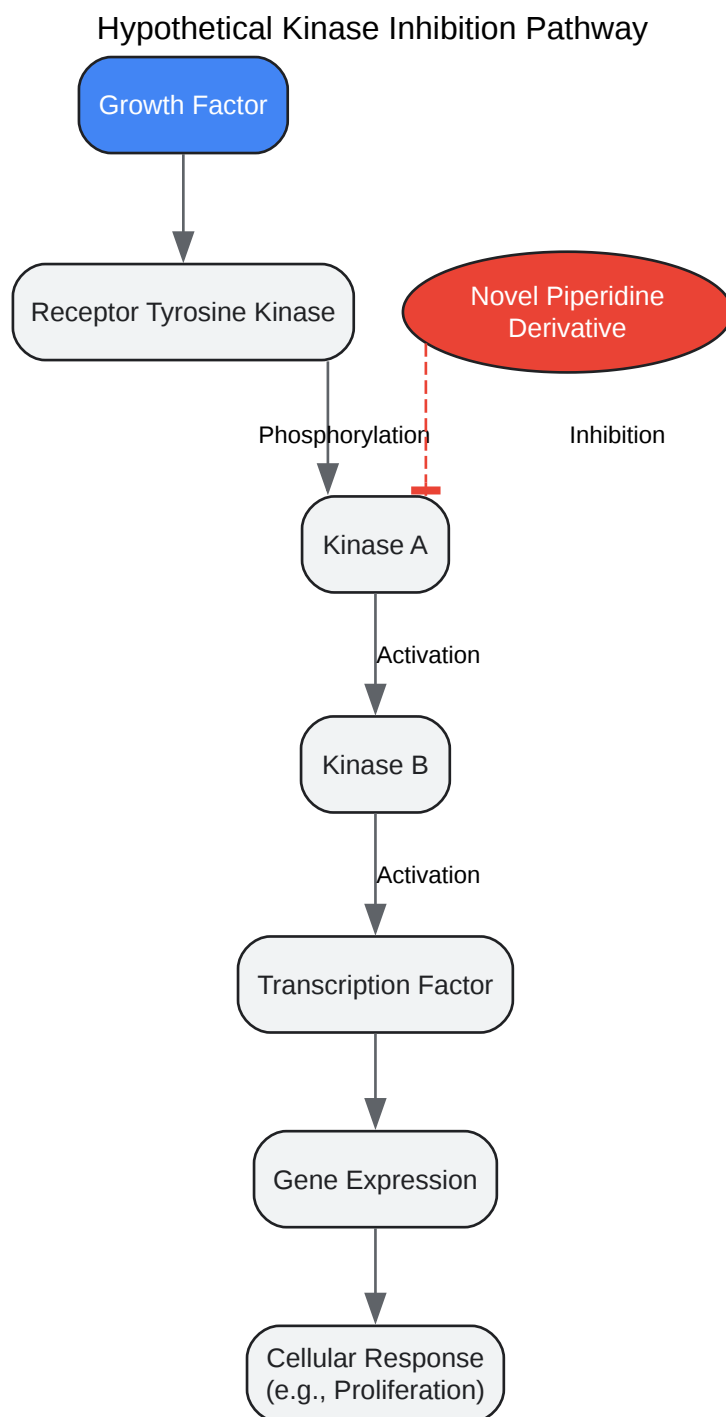 Hypothetical Kinase Inhibition Pathway
Growth Factor
Receptor Tyrosine Kinase
Novel Piperidine
Derivative
Phosphorylation
Inhibition
Kinase A
Activation
Kinase B
Activation
Transcription Factor
Gene Expression
Cellular Response
(e.g., Proliferation)